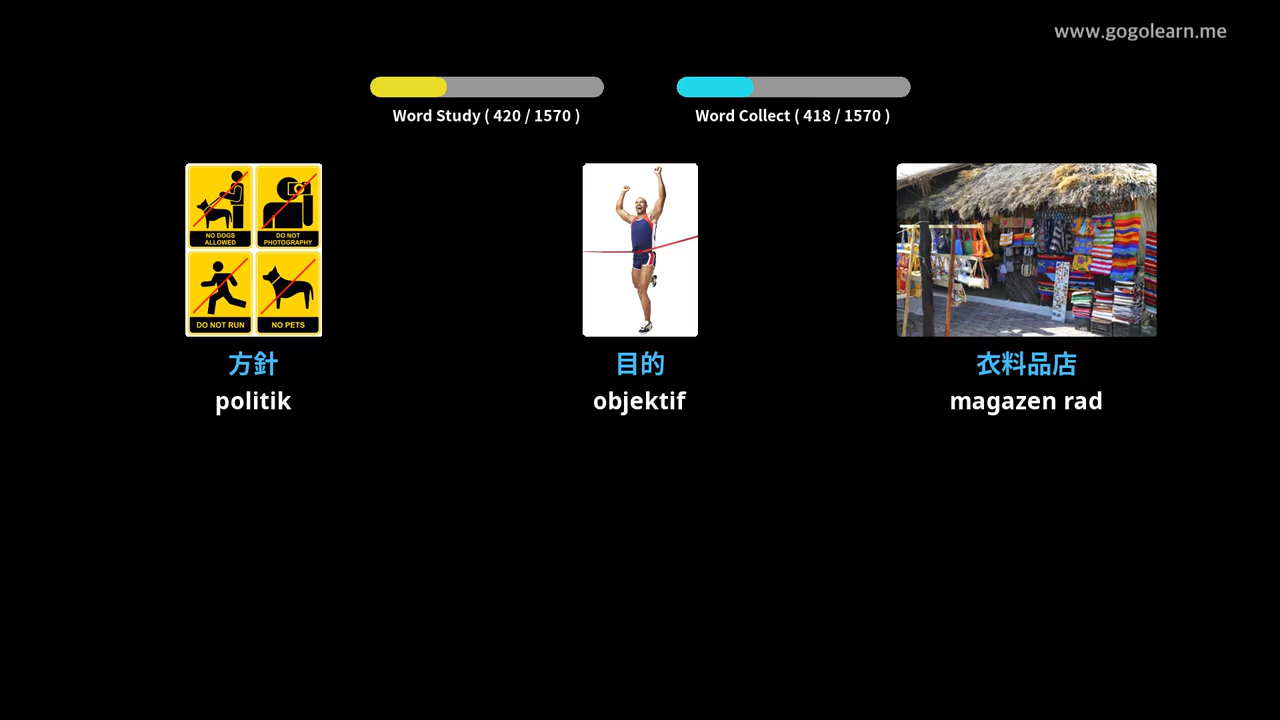 www.gogolearn.me
Word Study ( 420 / 1570 )
Word Collect ( 418 / 1570 )
NO DOGS
ALLOWED
DO NOT
PHOTOGRAPHY
DO NOT RUN
NO PETS
方針
目的
衣料品店
politik
objektif
magazen rad